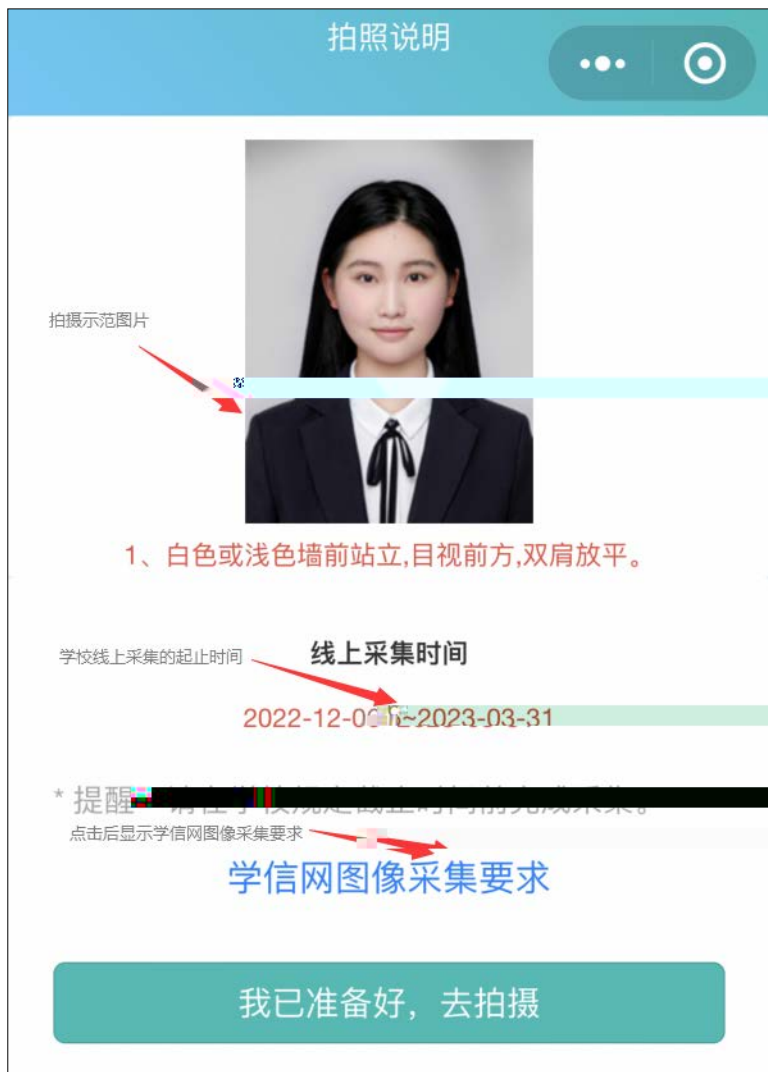 拍照说明
拍摄示范图片
1、白色或浅色墙前站立,目视前方,双肩放平。
学校线上采集的起止时间
线上采集时间
~2023-03-31
* 提醒
点击后显示学信网图像采集要求
学信网图像采集要求
我已准备好，去拍摄